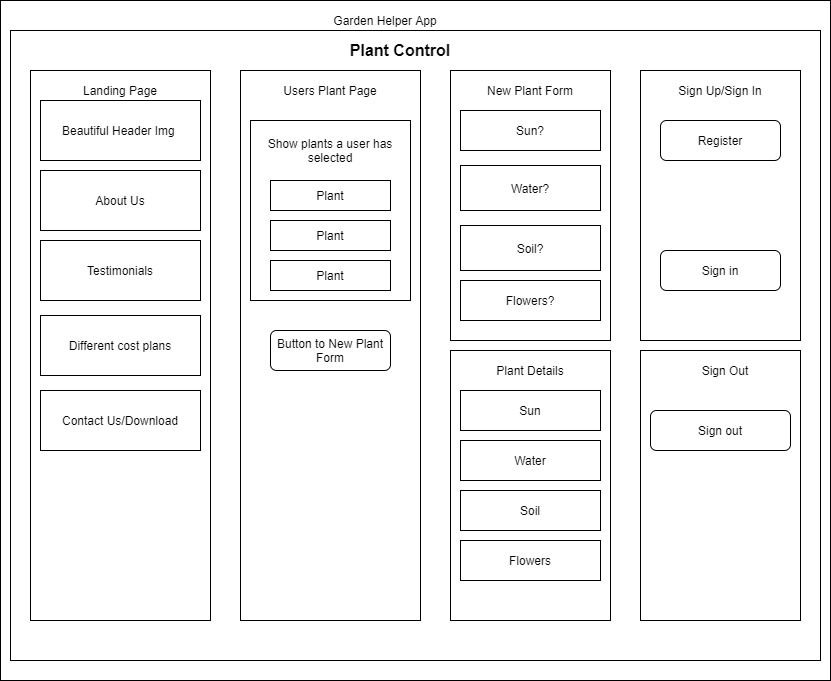 Garden Helper App
Plant Control
Landing Page
Beautiful Header Img
About Us
Testimonials
Different cost plans
Contact Us/Download
Users Plant Page
Show plants a user has
selected
Plant
Plant
Plant
Button to New Plant
Form
New Plant Form
Sun?
Water?
Soil?
Flowers?
Plant Details
Sun
Water
Soil
Flowers
Sign Up/Sign In
Register
Sign in
Sign Out
Sign out